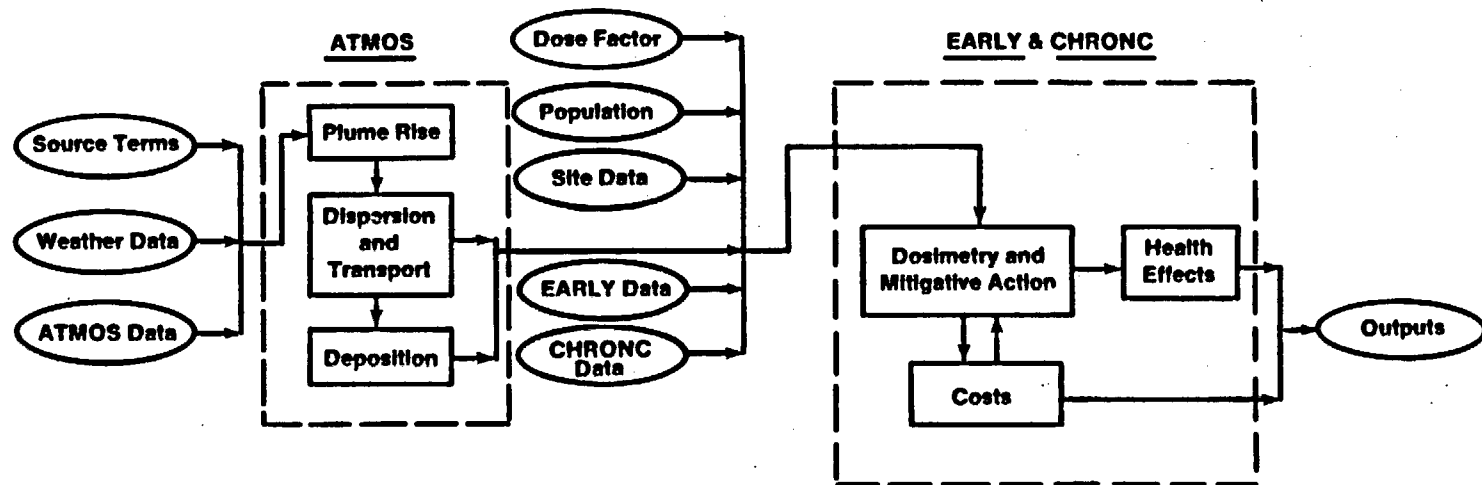 ATMOS
Source Terms
Weather Data
ATMOS Data
Plume Rise
Dispersion
and
Transport
Deposition
Dose Factor
Population
Site Data
EARLY Data
CHRONC
Data
EARLY & CHRONC
Dosimetry and
Mitigative Action
Health
Effects
Costs
Outputs